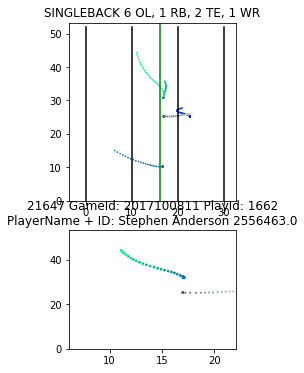 SINGLEBACK 6 OL, 1 RB, 2 TE, 1 WR
50
40
30
20
10
0
0 10 20 30
21647 GameId: 2017100811 PlayId: 1662
PlayerName + ID: Stephen Anderson 2556463.0
40
20
0
10 15 20